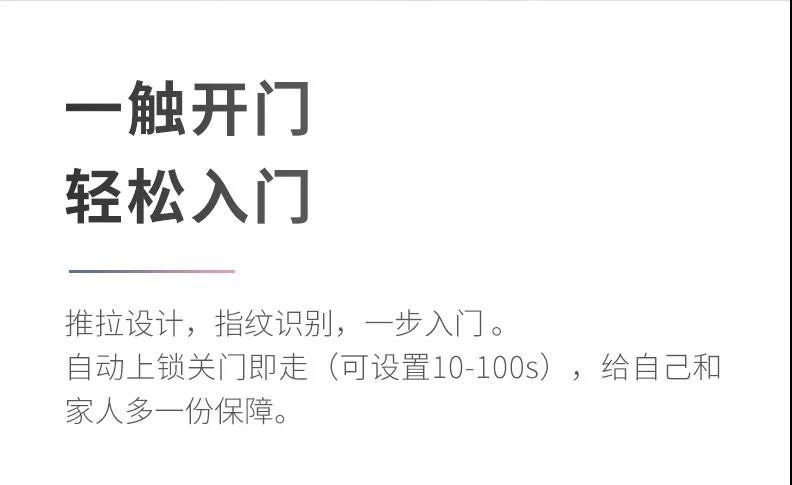 一触开门
轻松入门
推拉设计，指纹识别，一步入门 。
自动上锁关门即走（可设置10-100s），给自己和
家人多一份保障。